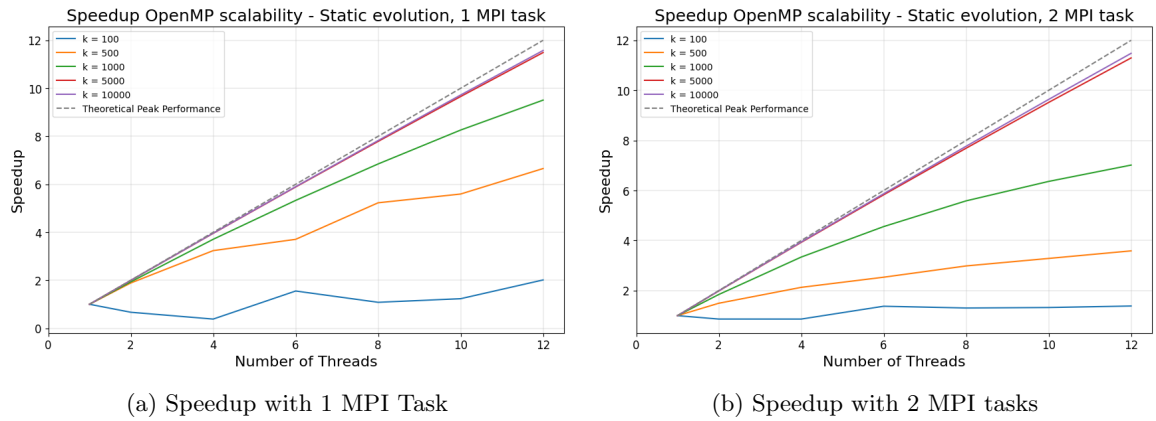 Speedup OpenMP scalability - Static evolution, 1 MPI task
k = 100
k = 500
k = 1000
k = 5000
k = 10000
Theoretical Peak Performance
12
10
8
6
4
2
0
Speedup
0 2 4 6 8 10 12
Number of Threads
(a) Speedup with 1 MPI Task
Speedup OpenMP scalability - Static evolution, 2 MPI task
k = 100
k = 500
k = 1000
k = 5000
k = 10000
Theoretical Peak Performance
12
10
8
6
4
2
Speedup
0 2 4 6 8 10 12
Number of Threads
(b) Speedup with 2 MPI tasks